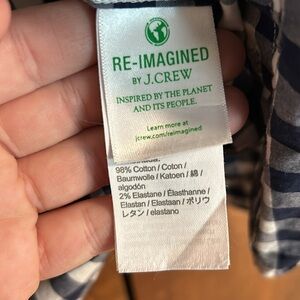 RE-IMAGINED
BY J.CREW
INSPIRED BY THE PLANET
AND ITS PEOPLE.
Learn more at
jcrew.com/reimagined
98% Cotton / Coton /
Baumwolle / Katoen / 綿 /
algodón
2% Elastane / Élasthanne /
Elastan / Elastaan / ポリウ
レタン / elastano